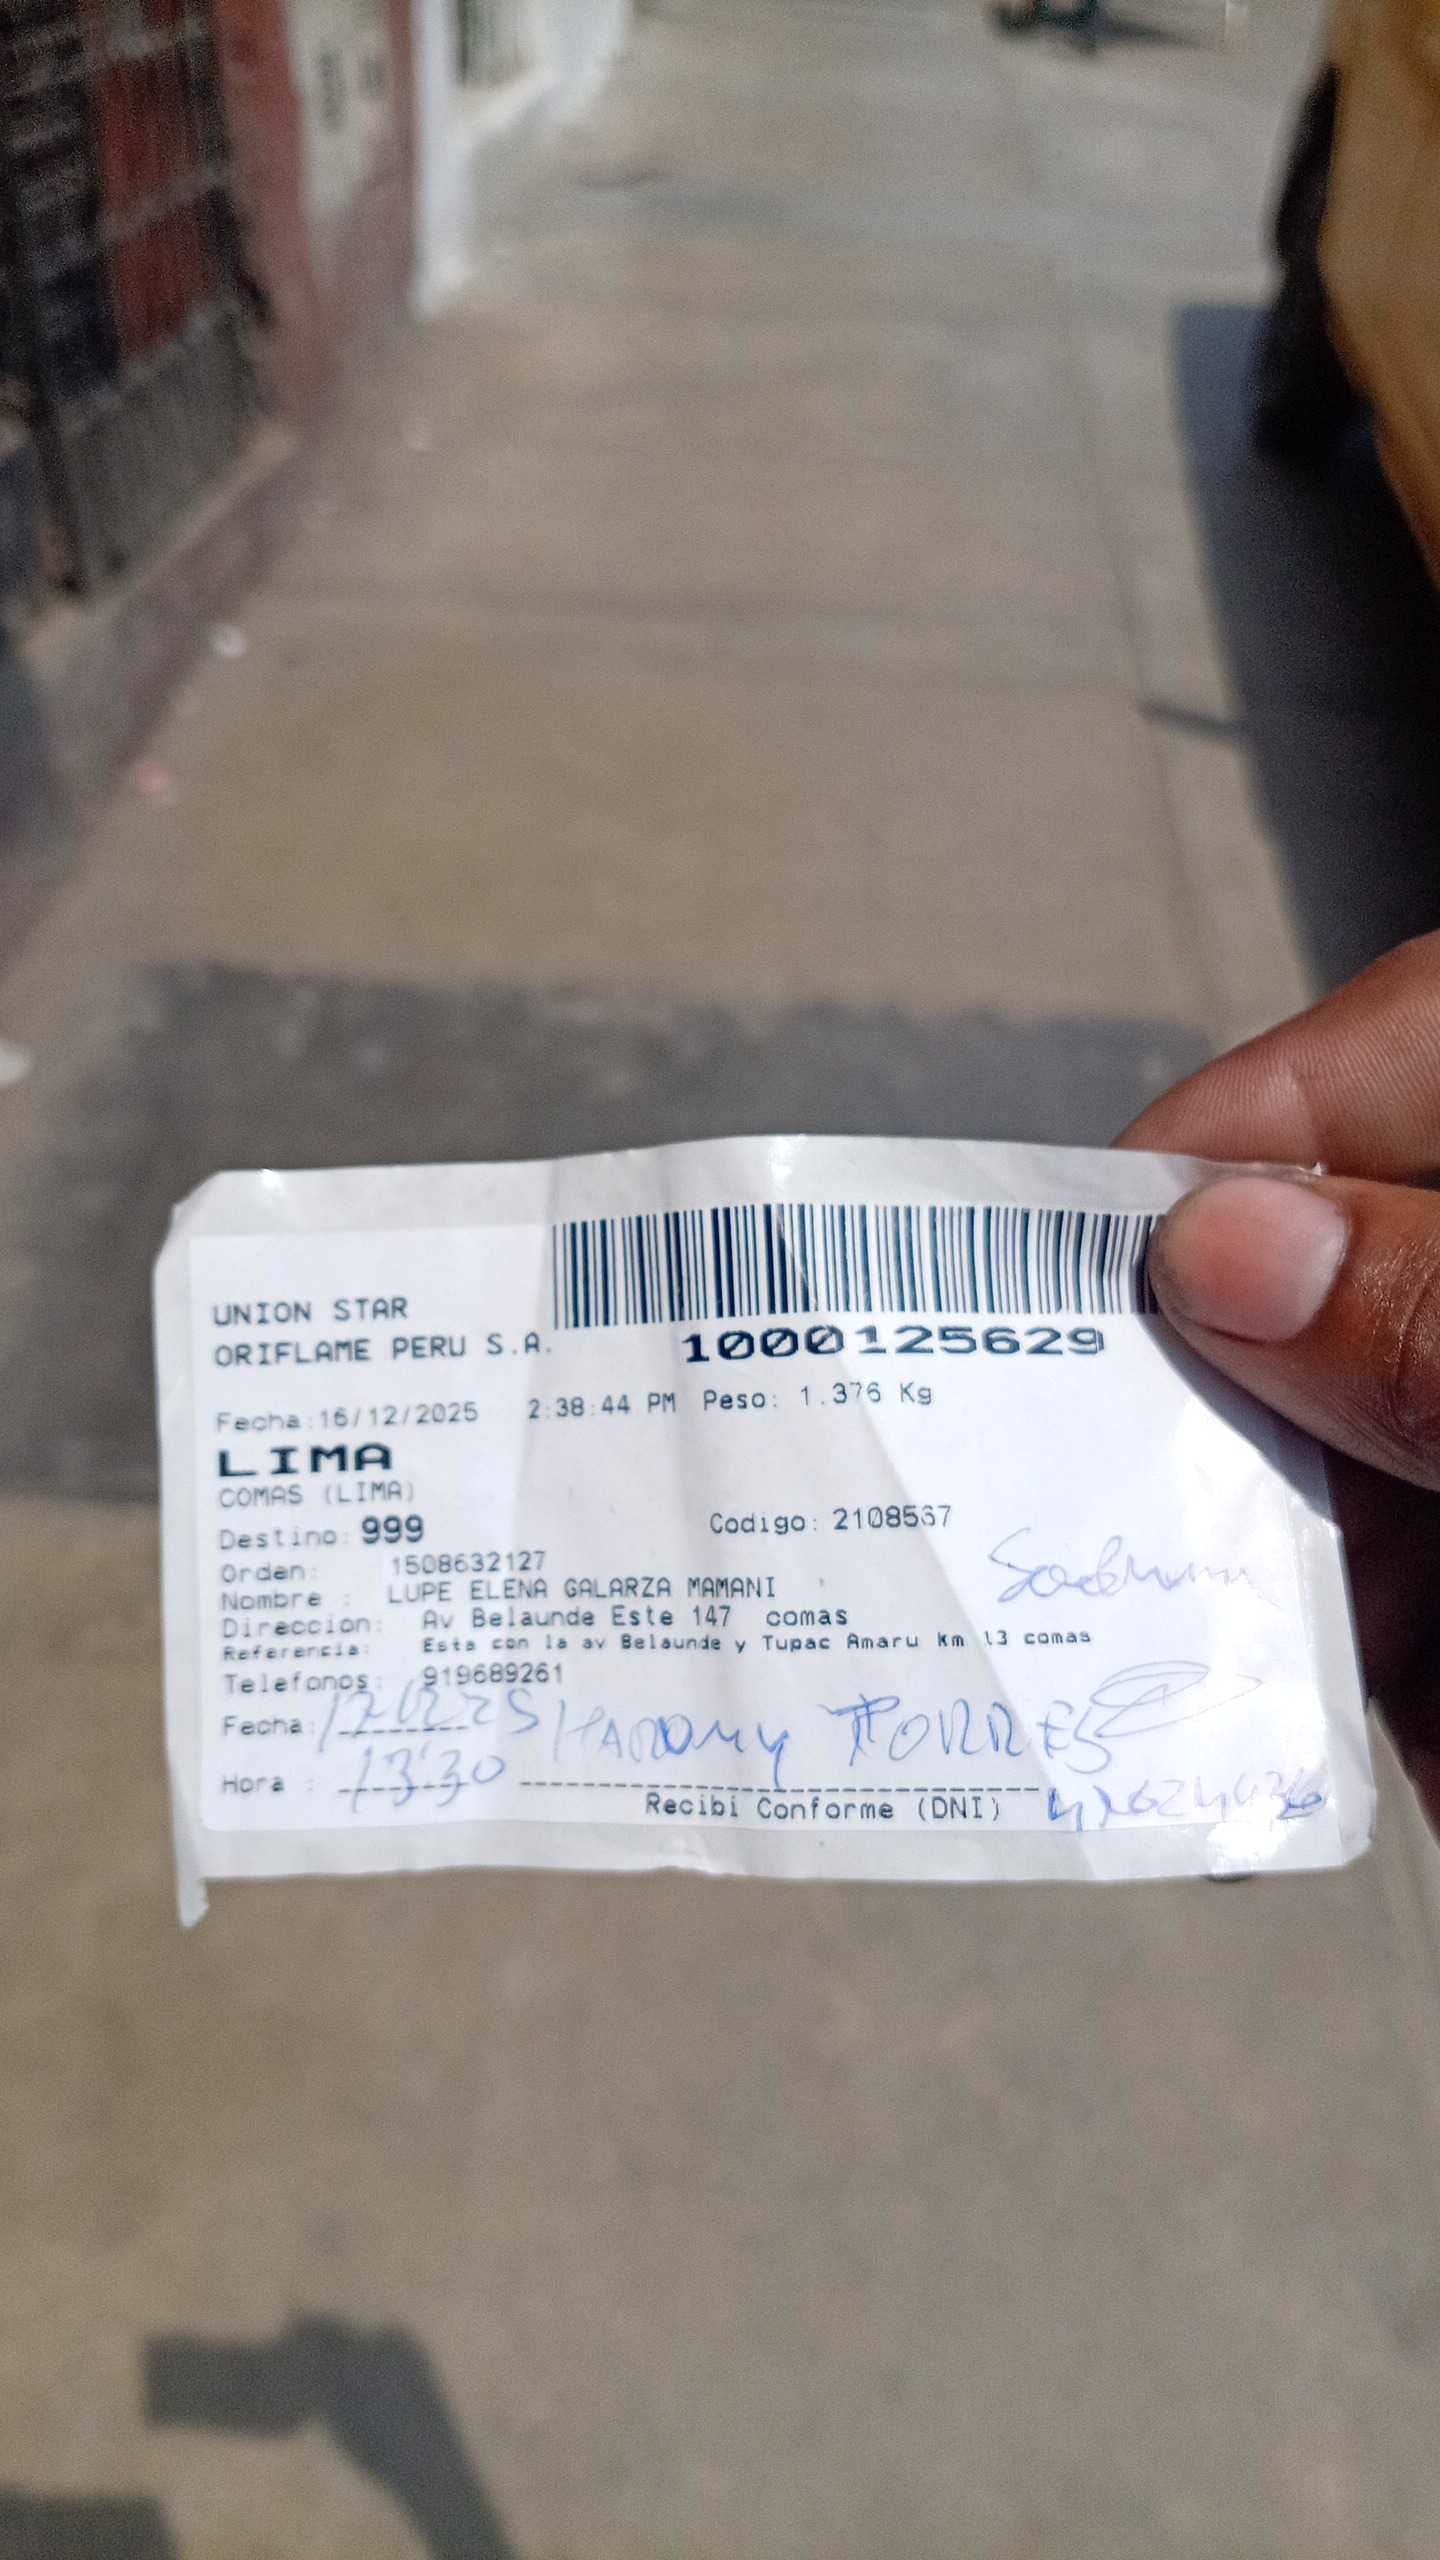 UNION STAR
ORIFLAME PERU S.A.
1000125629
Fecha:16/12/2025 2:38:44 PM Peso: 1.376 Kg
LIMA
COMAS (LIMA)
Destino: 999 Codigo: 2108567
Orden: 1508632127
Nombre : LUPE ELENA GALARZA MAMANI
Direccion: Av Belaunde Este 147 comas
Referencia: Esta con la av Belaunde y Tupac Amaru km 13 comas
Telefonos: 919689261
Fecha: TORRES
Hora : 13:30
Recibi Conforme (DNI)